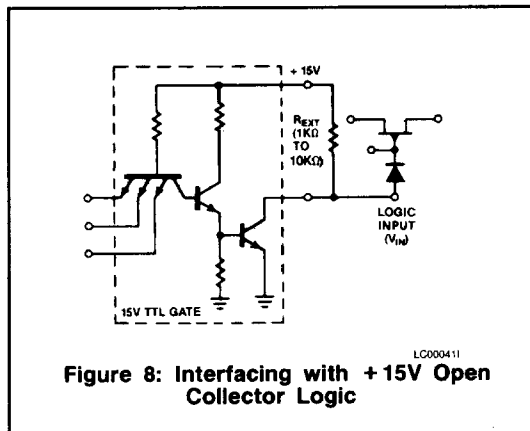 + 15V
R_EXT
(1KΩ
TO
10KΩ)
LOGIC
INPUT
(V_IN)
15V TTL GATE
LC00041I
Figure 8: Interfacing with +15V Open
Collector Logic